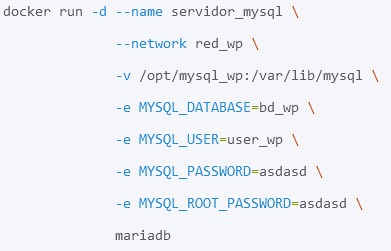 docker run -d --name servidor_mysql \
--network red_wp \
-v /opt/mysql_wp:/var/lib/mysql \
-e MYSQL_DATABASE=bd_wp \
-e MYSQL_USER=user_wp \
-e MYSQL_PASSWORD=asdasd \
-e MYSQL_ROOT_PASSWORD=asdasd \
mariadb